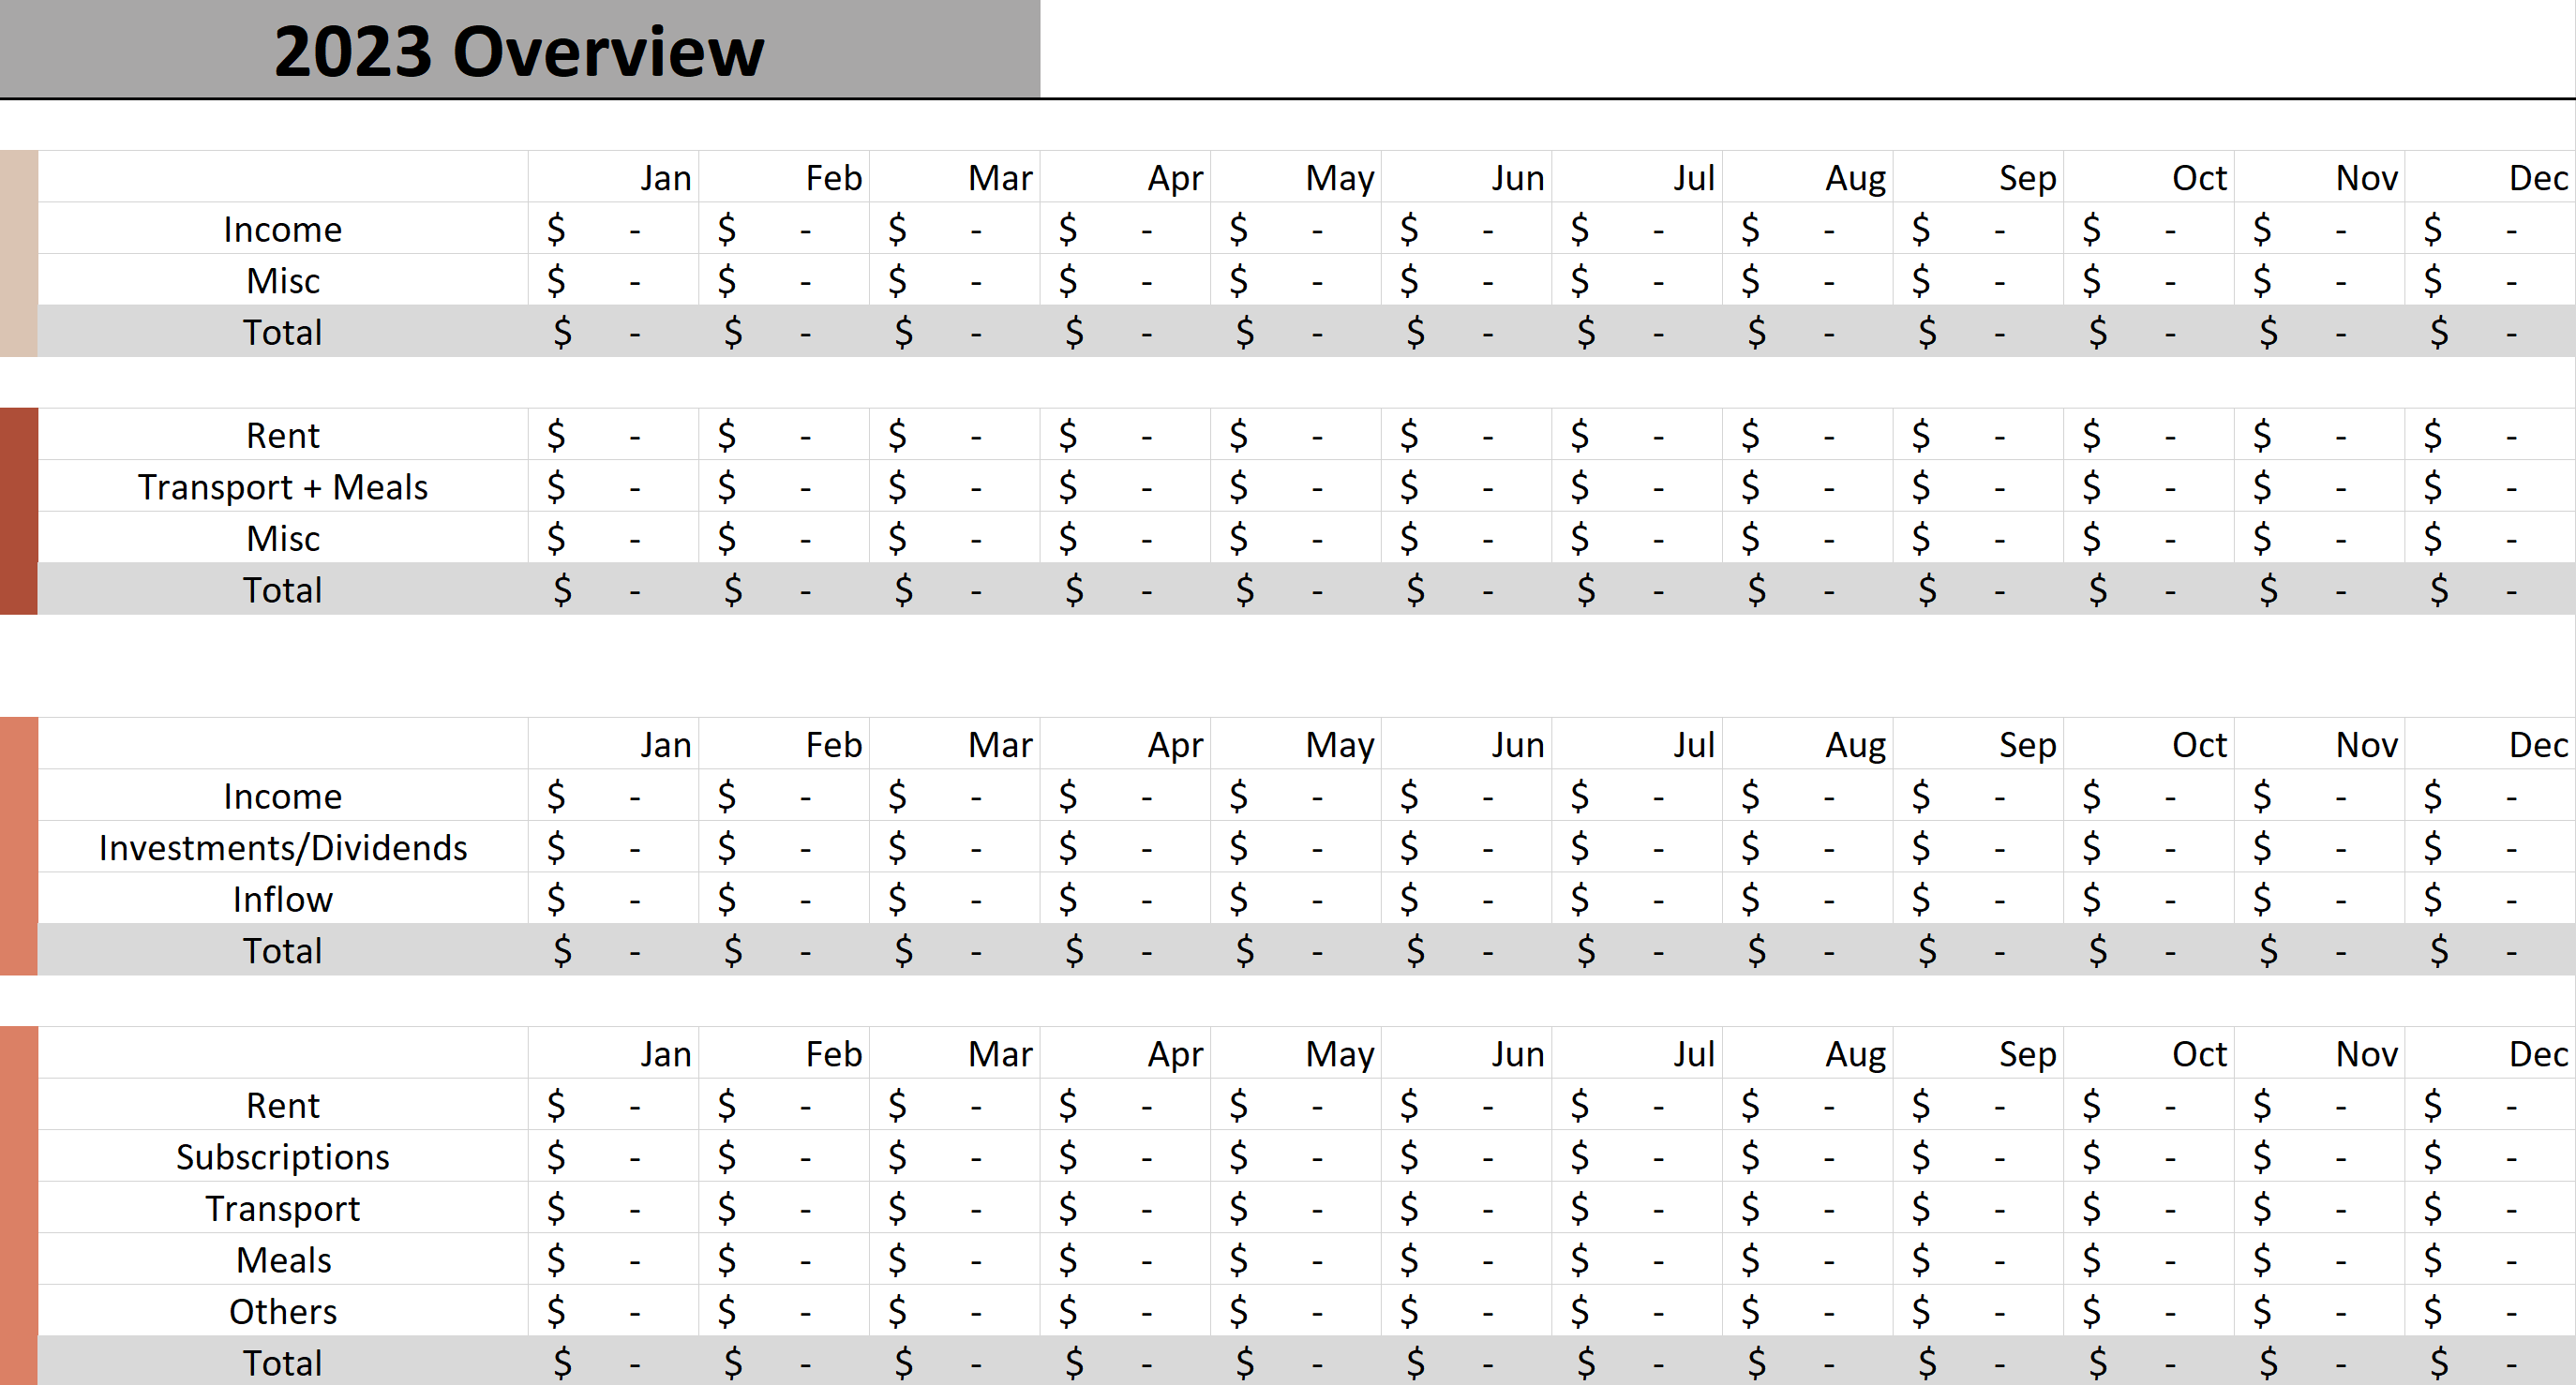 2023 Overview
Jan Feb Mar Apr May Jun Jul Aug Sep Oct Nov Dec
Income $ - $ - $ - $ - $ - $ - $ - $ - $ - $ - $ - $ -
Misc $ - $ - $ - $ - $ - $ - $ - $ - $ - $ - $ - $ -
Total $ - $ - $ - $ - $ - $ - $ - $ - $ - $ - $ - $ -
Rent $ - $ - $ - $ - $ - $ - $ - $ - $ - $ - $ - $ -
Transport + Meals $ - $ - $ - $ - $ - $ - $ - $ - $ - $ - $ - $ -
Misc $ - $ - $ - $ - $ - $ - $ - $ - $ - $ - $ - $ -
Total $ - $ - $ - $ - $ - $ - $ - $ - $ - $ - $ - $ -
Jan Feb Mar Apr May Jun Jul Aug Sep Oct Nov Dec
Income $ - $ - $ - $ - $ - $ - $ - $ - $ - $ - $ - $ -
Investments/Dividends $ - $ - $ - $ - $ - $ - $ - $ - $ - $ - $ - $ -
Inflow $ - $ - $ - $ - $ - $ - $ - $ - $ - $ - $ - $ -
Total $ - $ - $ - $ - $ - $ - $ - $ - $ - $ - $ - $ -
Jan Feb Mar Apr May Jun Jul Aug Sep Oct Nov Dec
Rent $ - $ - $ - $ - $ - $ - $ - $ - $ - $ - $ - $ -
Subscriptions $ - $ - $ - $ - $ - $ - $ - $ - $ - $ - $ - $ -
Transport $ - $ - $ - $ - $ - $ - $ - $ - $ - $ - $ - $ -
Meals $ - $ - $ - $ - $ - $ - $ - $ - $ - $ - $ - $ -
Others $ - $ - $ - $ - $ - $ - $ - $ - $ - $ - $ - $ -
Total $ - $ - $ - $ - $ - $ - $ - $ - $ - $ - $ - $ -